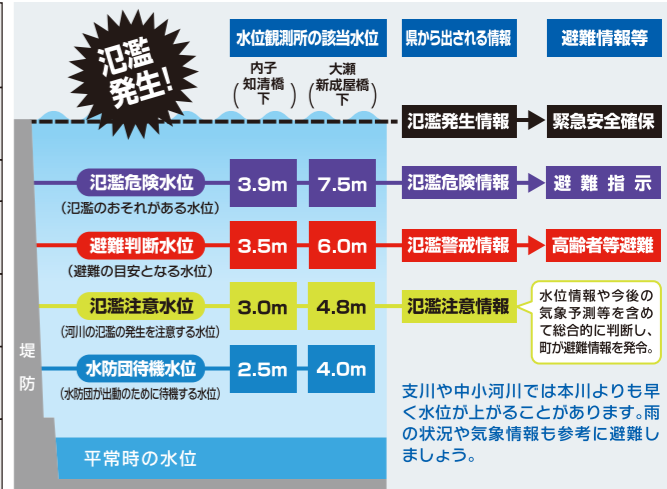 氾濫
発生!
水位観測所の該当水位
県から出される情報
避難情報等
(内子
知清橋
下)
(大瀬
新成屋橋
下)
氾濫発生情報
緊急安全確保
氾濫危険水位
3.9m
7.5m
氾濫危険情報
避難指示
(氾濫のおそれがある水位)
避難判断水位
3.5m
6.0m
氾濫警戒情報
高齢者等避難
(避難の目安となる水位)
氾濫注意水位
3.0m
4.8m
氾濫注意情報
水位情報や今後の
気象予測等を含め
て総合的に判断し、
町が避難情報を発令。
(河川の氾濫の発生を注意する水位)
水防団待機水位
2.5m
4.0m
(水防団が出動のために待機する水位)
堤防
支川や中小河川では本川よりも早
く水位が上がることがあります。雨
の状況や気象情報も参考に避難し
ましょう。
平常時の水位